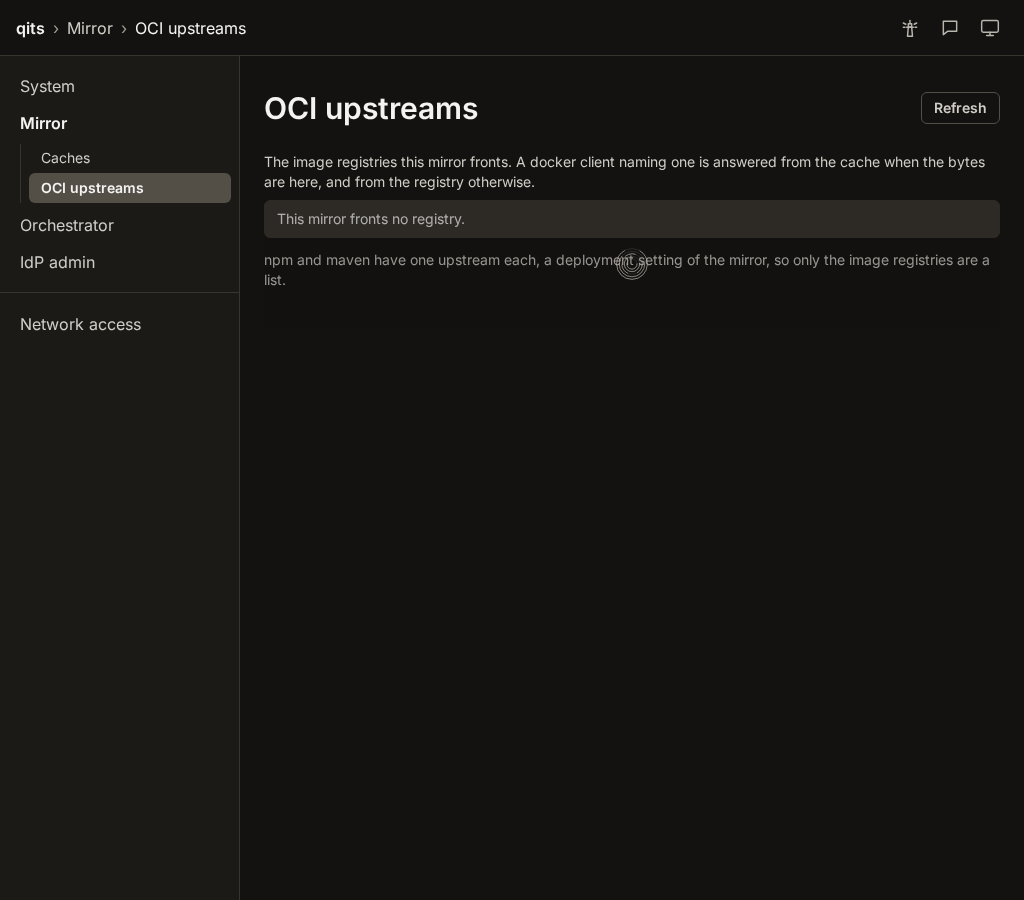 qits › Mirror › OCI upstreams
System
Mirror
Caches
OCI upstreams
Orchestrator
IdP admin
Network access
OCI upstreams
Refresh
The image registries this mirror fronts. A docker client naming one is answered from the cache when the bytes
are here, and from the registry otherwise.
This mirror fronts no registry.
npm and maven have one upstream each, a deployment setting of the mirror, so only the image registries are a
list.